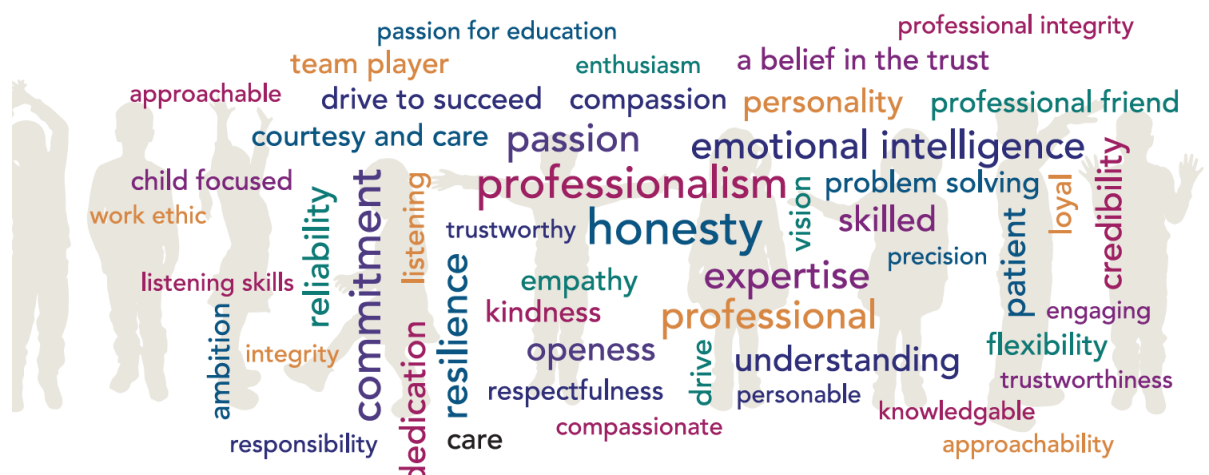 professional integrity
passion for education
team player
enthusiasm
a belief in the trust
approachable
drive to succeed
compassion
personality
professional friend
courtesy and care
passion
emotional intelligence
child focused
professionalism
problem solving
credibility
work ethic
reliability
commitment
listening
trustworthy
honesty
vision
skilled
loyal
patient
precision
listening skills
resilience
empathy
expertise
kindness
professional
engaging
ambition
integrity
dedication
openess
drive
understanding
flexibility
respectfulness
personable
trustworthiness
knowledgable
responsibility
care
compassionate
approachability